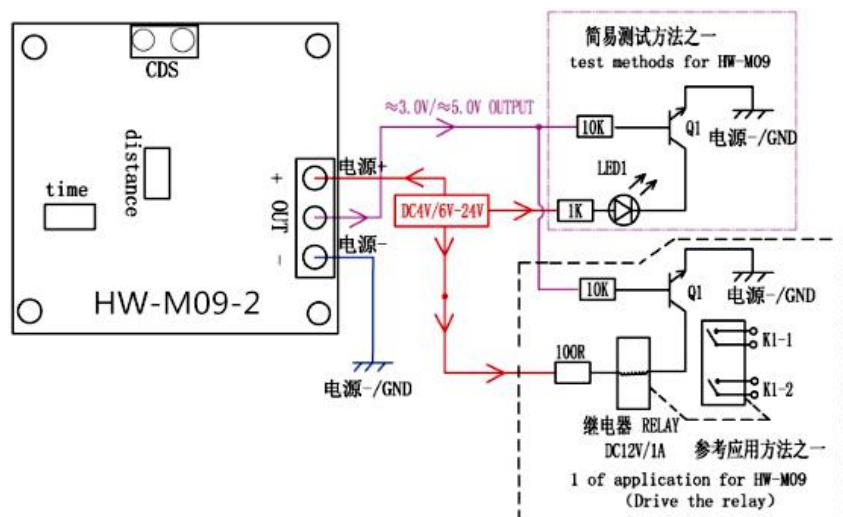 CDS
distance
time
+
OUT
-
HW-M09-2
电源+
电源-
电源-/GND
≈3.0V/≈5.0V OUTPUT
DC4V/6V-24V
简易测试方法之一
test methods for HW-M09
10K
Q1
电源-/GND
LED1
1K
10K
Q1
电源-/GND
100R
K1-1
K1-2
继电器 RELAY
DC12V/1A
参考应用方法之一
1 of application for HW-M09
(Drive the relay)